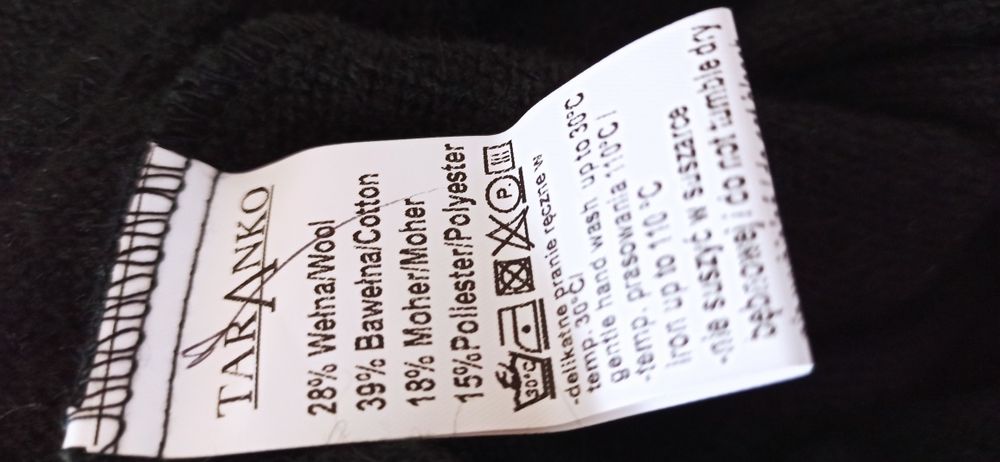 TARANKO
28% Wełna/Wool
39% Bawełna/Cotton
18% Moher/Moher
15%Poliester/Polyester
30°C P
-delikatne pranie ręczne w
temp. 30°C/
gentle hand wash up to 30°C
-temp. prasowania 110°C /
Iron up to 110 °C
-nie suszyć w suszarce
bębnowej / do not tumble dry